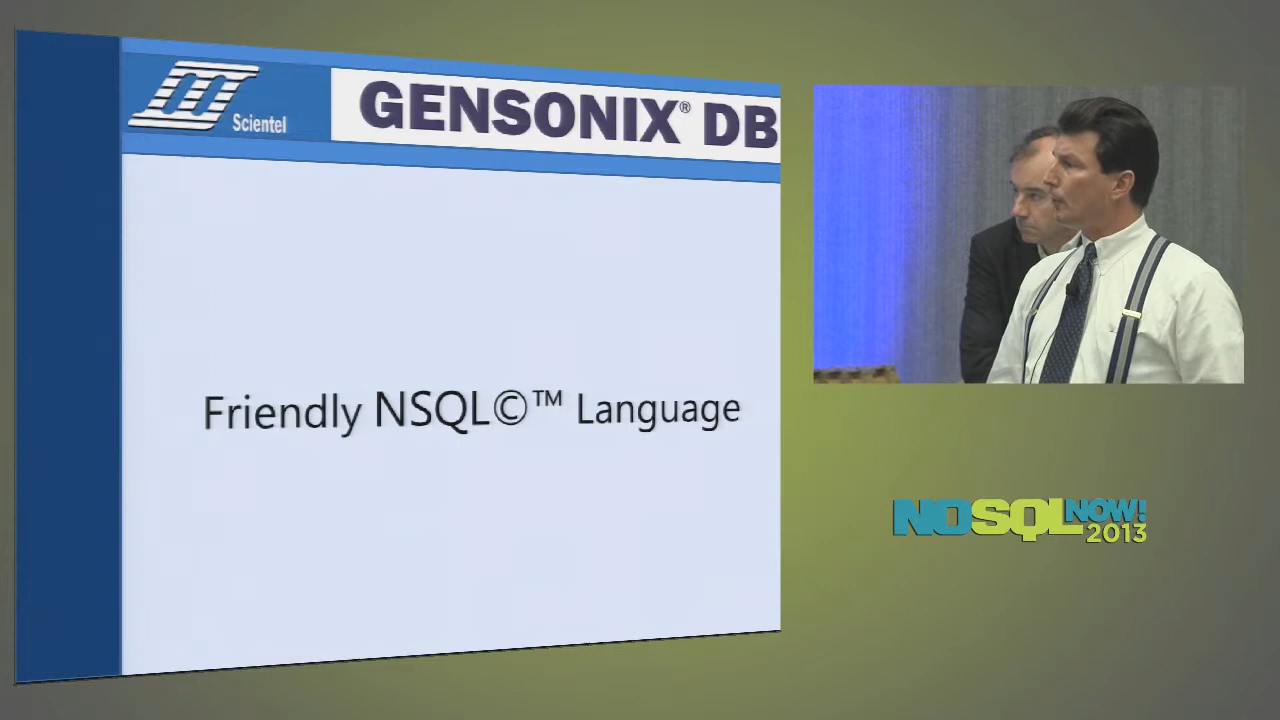 Scientel
GENSONIX® DB
Friendly NSQL©™ Language
NOSQL NOW!
2013